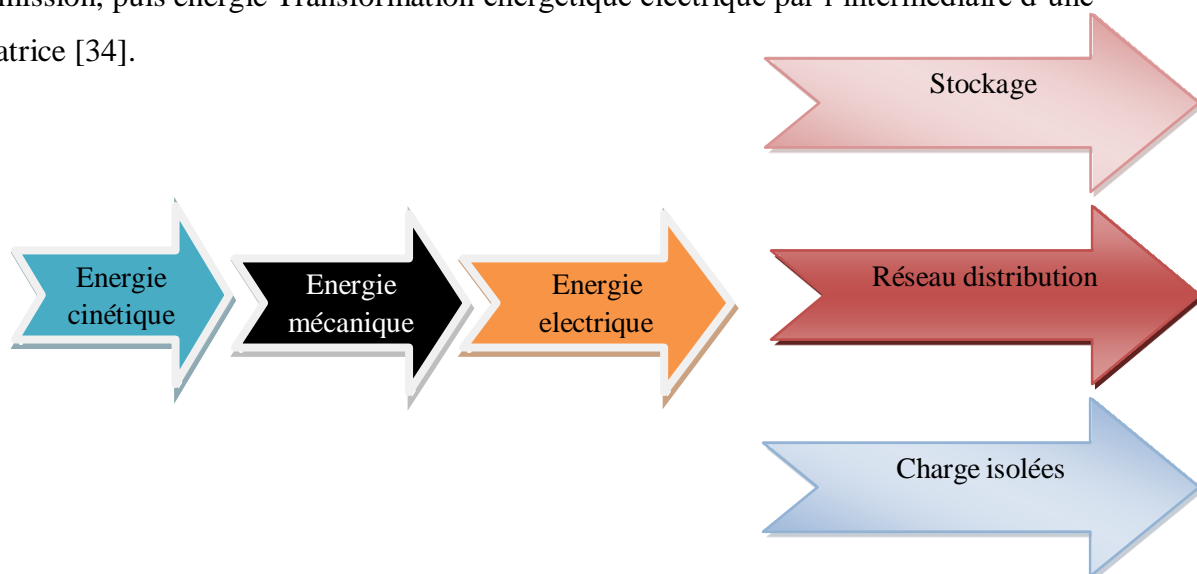 mission, puis énergie Transformation énergétique électrique par l'intermédiaire d'une
atrice [34].
Stockage
Energie
cinétique
Energie
mécanique
Energie
electrique
Réseau distribution
Charge isolées